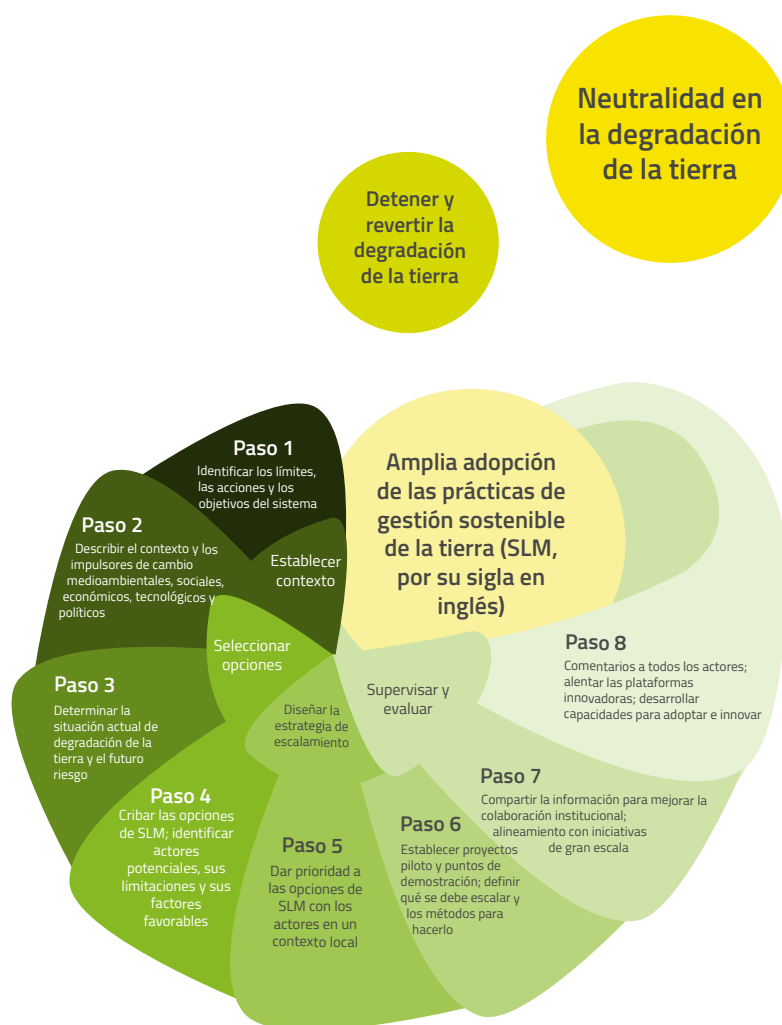 Neutralidad en
la degradación
de la tierra
Detener y
revertir la
degradación
de la tierra
Amplia adopción
de las prácticas de
gestión sostenible
de la tierra (SLM,
por su sigla en
inglés)
Paso 1
Identificar los límites,
las acciones y los
objetivos del sistema
Paso 2
Describir el contexto y los
impulsores de cambio
medioambientales, sociales,
económicos, tecnológicos y
políticos
Establecer
contexto
Seleccionar
opciones
Paso 3
Determinar la
situación actual de
degradación de la
tierra y el futuro
riesgo
Diseñar la
estrategia de
escalamiento
Supervisar y
evaluar
Paso 4
Cribar las opciones
de SLM; identificar
actores
potenciales, sus
limitaciones y sus
factores
favorables
Paso 5
Dar prioridad a
las opciones de
SLM con los
actores en un
contexto local
Paso 6
Establecer proyectos
piloto y puntos de
demostración; definir
qué se debe escalar y
los métodos para
hacerlo
Paso 7
Compartir la información para mejorar la
colaboración institucional;
alineamiento con iniciativas
de gran escala
Paso 8
Comentarios a todos los actores;
alentar las plataformas
innovadoras; desarrollar
capacidades para adoptar e innovar